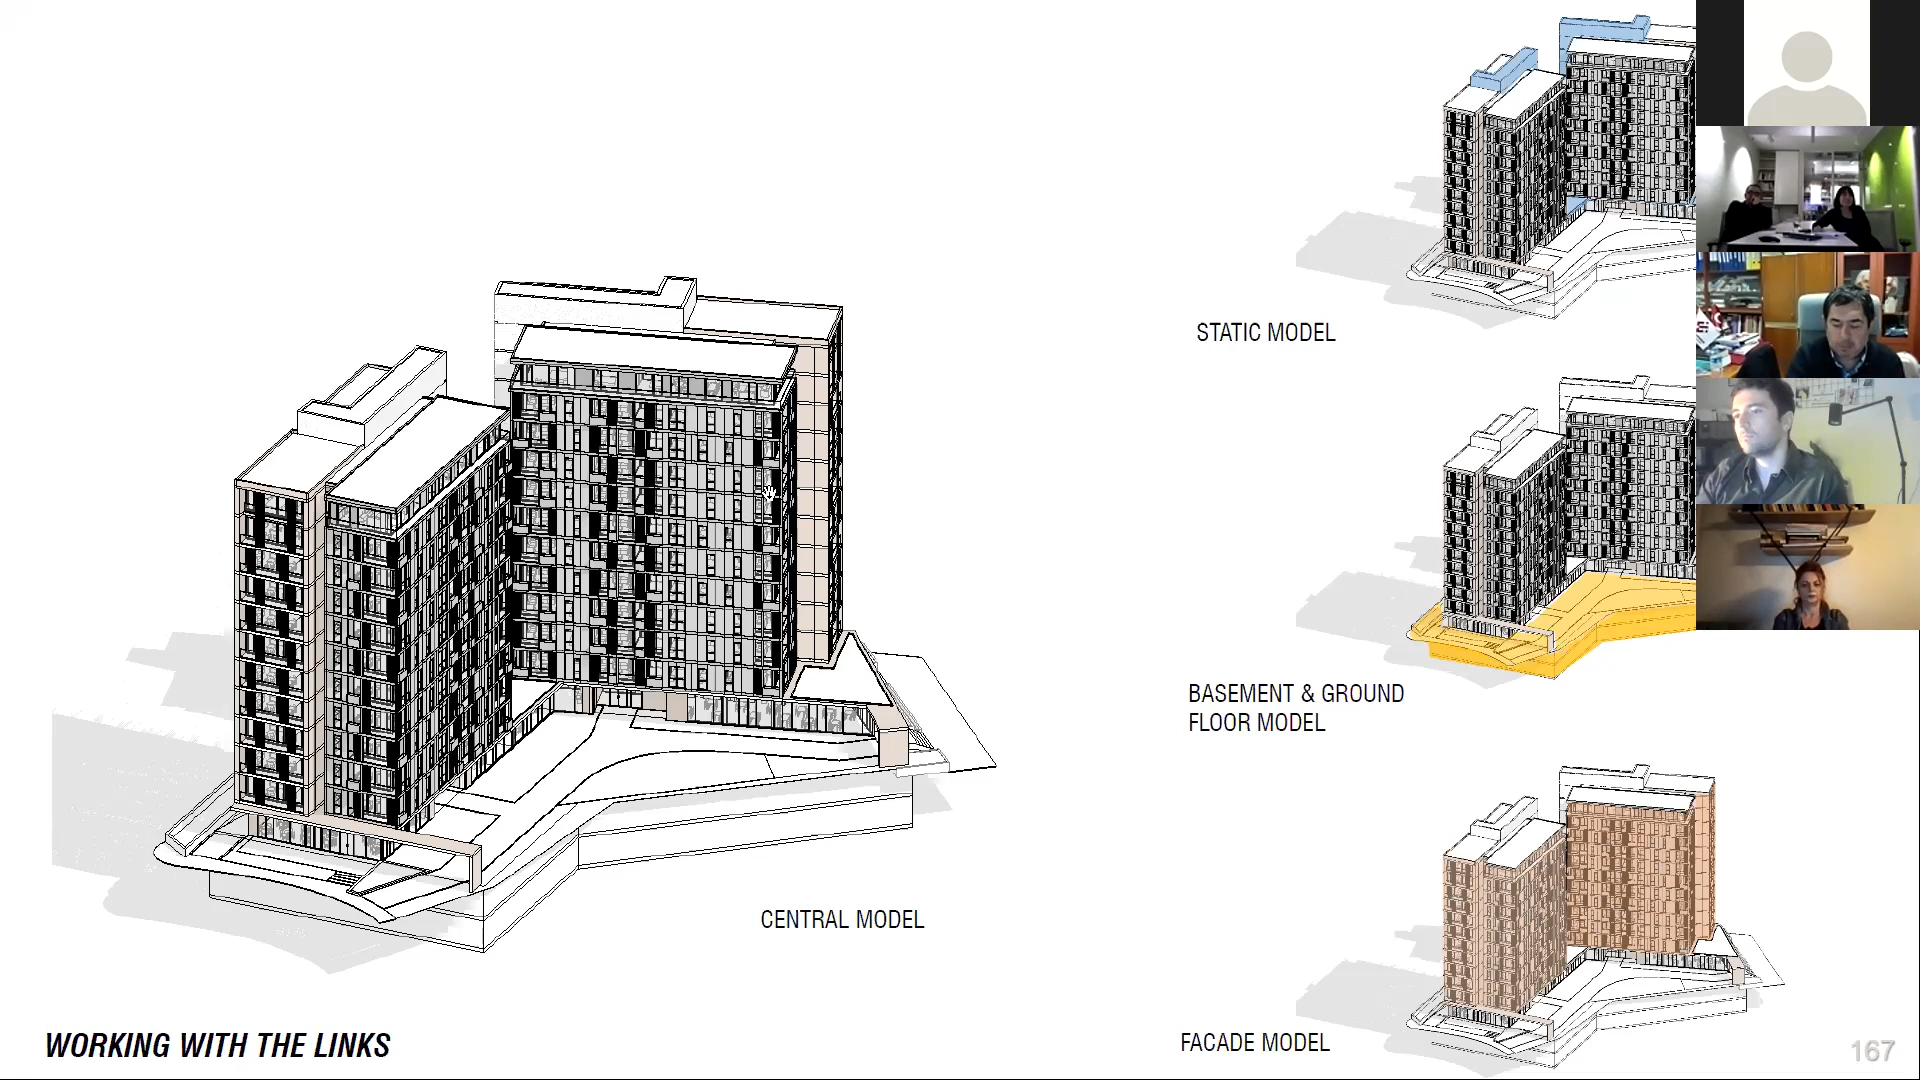 STATIC MODEL
BASEMENT & GROUND
FLOOR MODEL
CENTRAL MODEL
FACADE MODEL
WORKING WITH THE LINKS
167